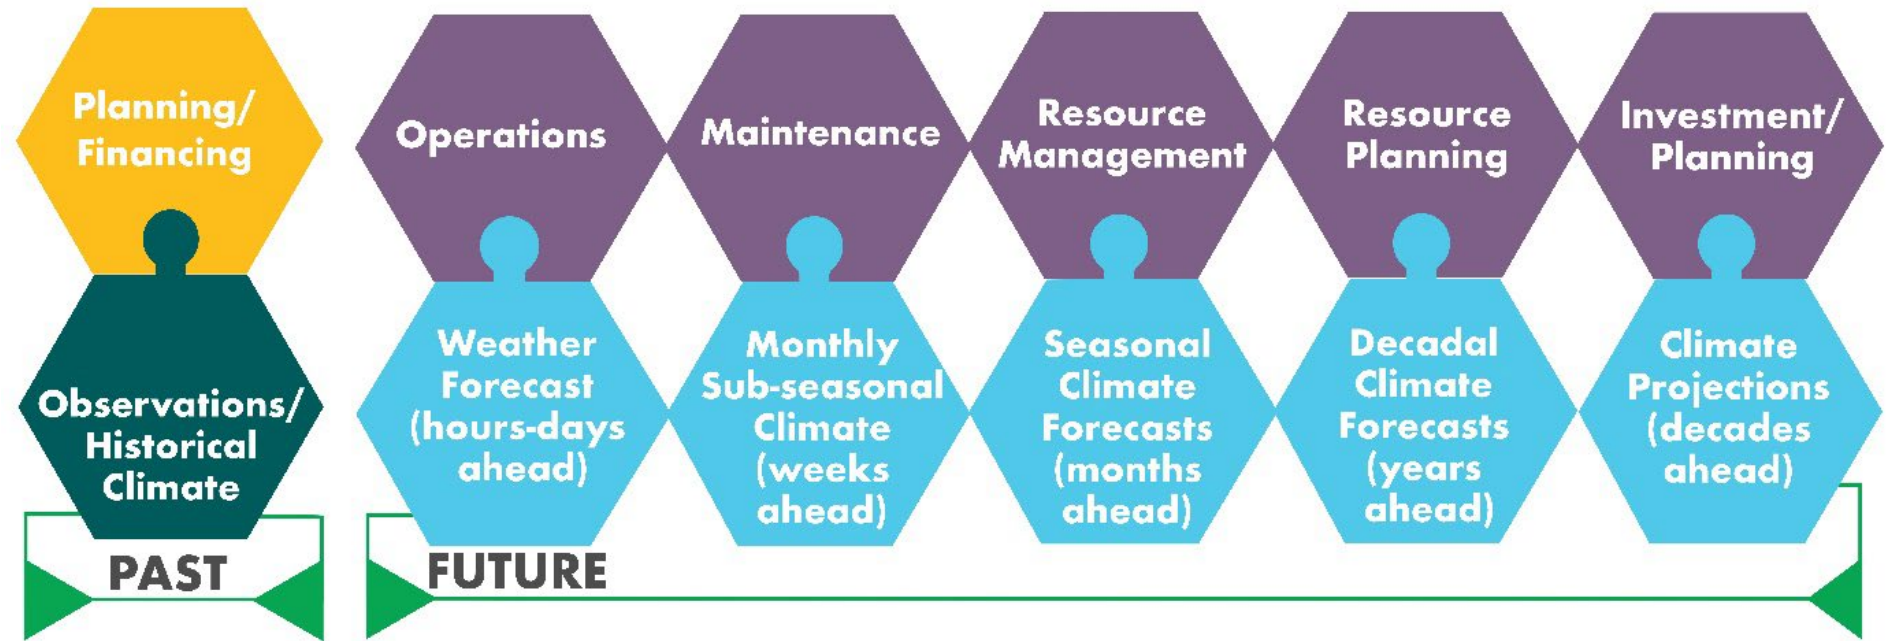 Planning/
Financing
Operations
Maintenance
Resource
Management
Resource
Planning
Investment/
Planning
Observations/
Historical
Climate
Weather
Forecast
(hours-days
ahead)
Monthly
Sub-seasonal
Climate
(weeks
ahead)
Seasonal
Climate
Forecasts
(months
ahead)
Decadal
Climate
Forecasts
(years
ahead)
Climate
Projections
(decades
ahead)
PAST
FUTURE